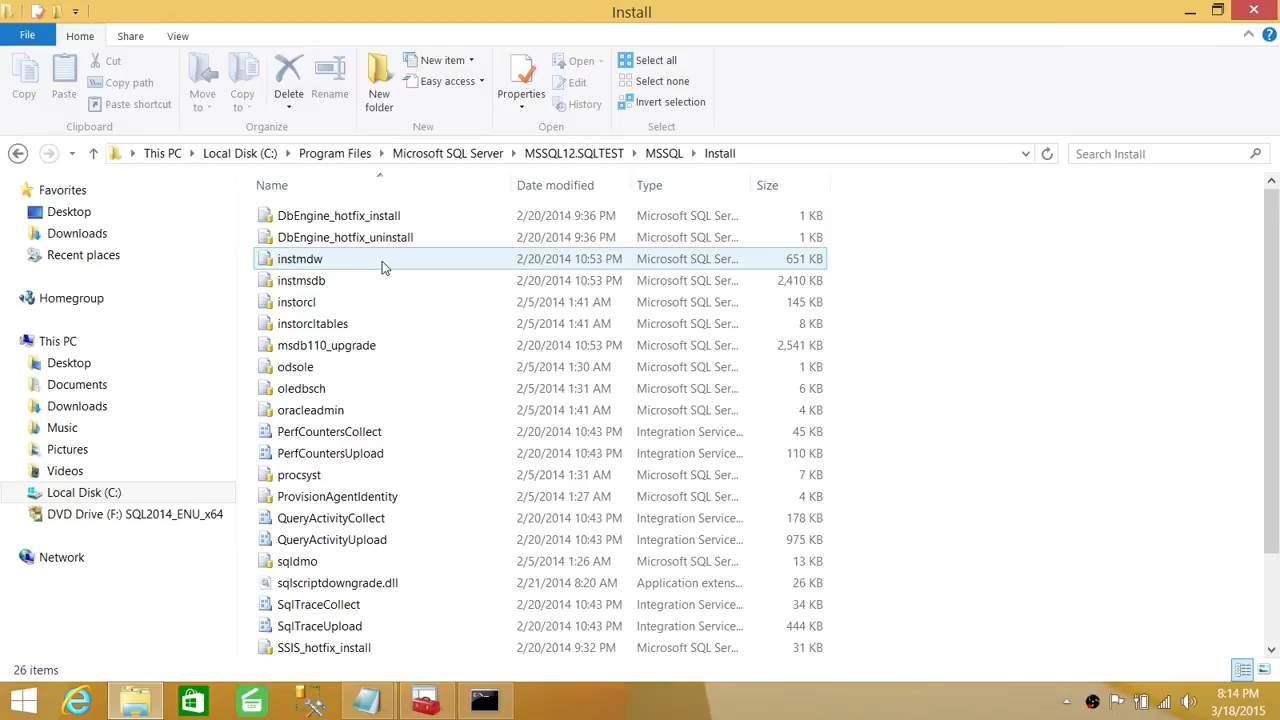 Install
File Home Share View
Copy
Paste
Cut
Copy path
Paste shortcut
Clipboard
Move to
Copy to
Delete
Rename
Organize
New folder
New item
Easy access
New
Properties
Open
Edit
History
Open
Select all
Select none
Invert selection
Select
This PC Local Disk (C:) Program Files Microsoft SQL Server MSSQL12.SQLTEST MSSQL Install
Search Install
Favorites
Desktop
Downloads
Recent places
Homegroup
This PC
Desktop
Documents
Downloads
Music
Pictures
Videos
Local Disk (C:)
DVD Drive (F:) SQL2014_ENU_x64
Network
Name Date modified Type Size
DbEngine_hotfix_install 2/20/2014 9:36 PM Microsoft SQL Ser... 1 KB
DbEngine_hotfix_uninstall 2/20/2014 9:36 PM Microsoft SQL Ser... 1 KB
instmdw 2/20/2014 10:53 PM Microsoft SQL Ser... 651 KB
instmsdb 2/20/2014 10:53 PM Microsoft SQL Ser... 2,410 KB
instorcl 2/5/2014 1:41 AM Microsoft SQL Ser... 145 KB
instorcltables 2/5/2014 1:41 AM Microsoft SQL Ser... 8 KB
msdb110_upgrade 2/20/2014 10:53 PM Microsoft SQL Ser... 2,541 KB
odsole 2/5/2014 1:30 AM Microsoft SQL Ser... 1 KB
oledbsch 2/5/2014 1:31 AM Microsoft SQL Ser... 6 KB
oracleadmin 2/5/2014 1:41 AM Microsoft SQL Ser... 4 KB
PerfCountersCollect 2/20/2014 10:43 PM Integration Service... 45 KB
PerfCountersUpload 2/20/2014 10:43 PM Integration Service... 110 KB
procsyst 2/5/2014 1:31 AM Microsoft SQL Ser... 7 KB
ProvisionAgentIdentity 2/5/2014 1:27 AM Microsoft SQL Ser... 4 KB
QueryActivityCollect 2/20/2014 10:43 PM Integration Service... 178 KB
QueryActivityUpload 2/20/2014 10:43 PM Integration Service... 975 KB
sqldmo 2/5/2014 1:26 AM Microsoft SQL Ser... 13 KB
sqlscriptdowngrade.dll 2/21/2014 8:20 AM Application extens... 26 KB
SqlTraceCollect 2/20/2014 10:43 PM Integration Service... 34 KB
SqlTraceUpload 2/20/2014 10:43 PM Integration Service... 444 KB
SSIS_hotfix_install 2/20/2014 9:32 PM Microsoft SQL Ser... 31 KB
26 items
8:14 PM
3/18/2015